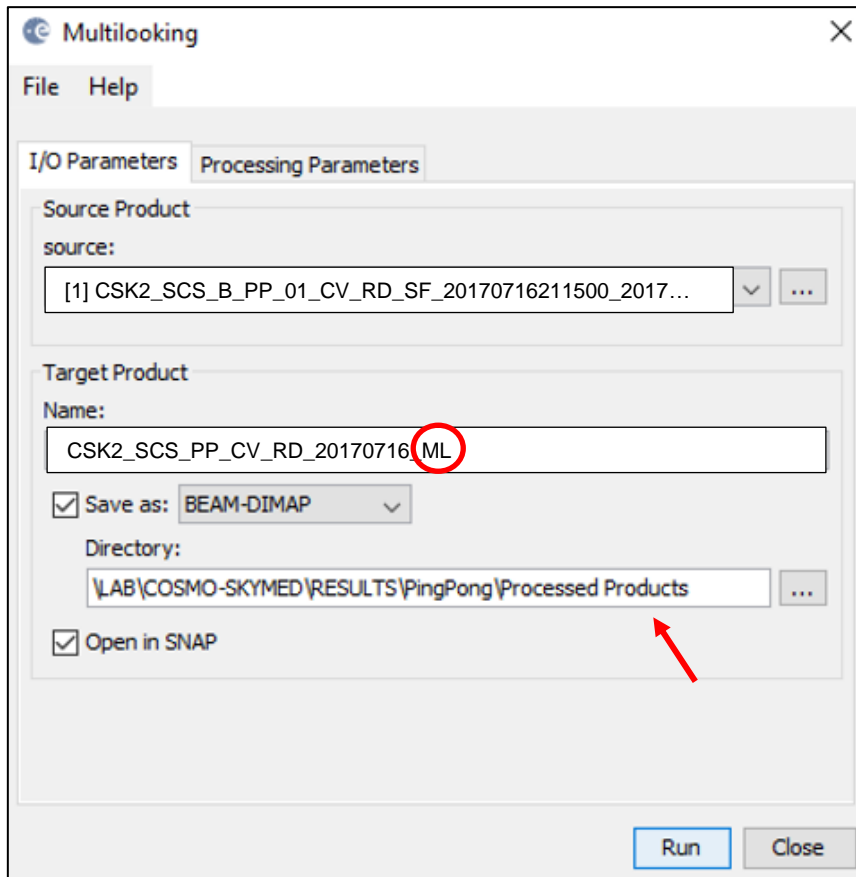 Multilooking
File Help
I/O Parameters Processing Parameters
Source Product
source:
[1] CSK2_SCS_B_PP_01_CV_RD_SF_20170716211500_2017…
...
Target Product
Name:
CSK2_SCS_PP_CV_RD_20170716_ML
Save as: BEAM-DIMAP
Directory:
\LAB\COSMO-SKYMED\RESULTS\PingPong\Processed Products
...
Open in SNAP
Run Close